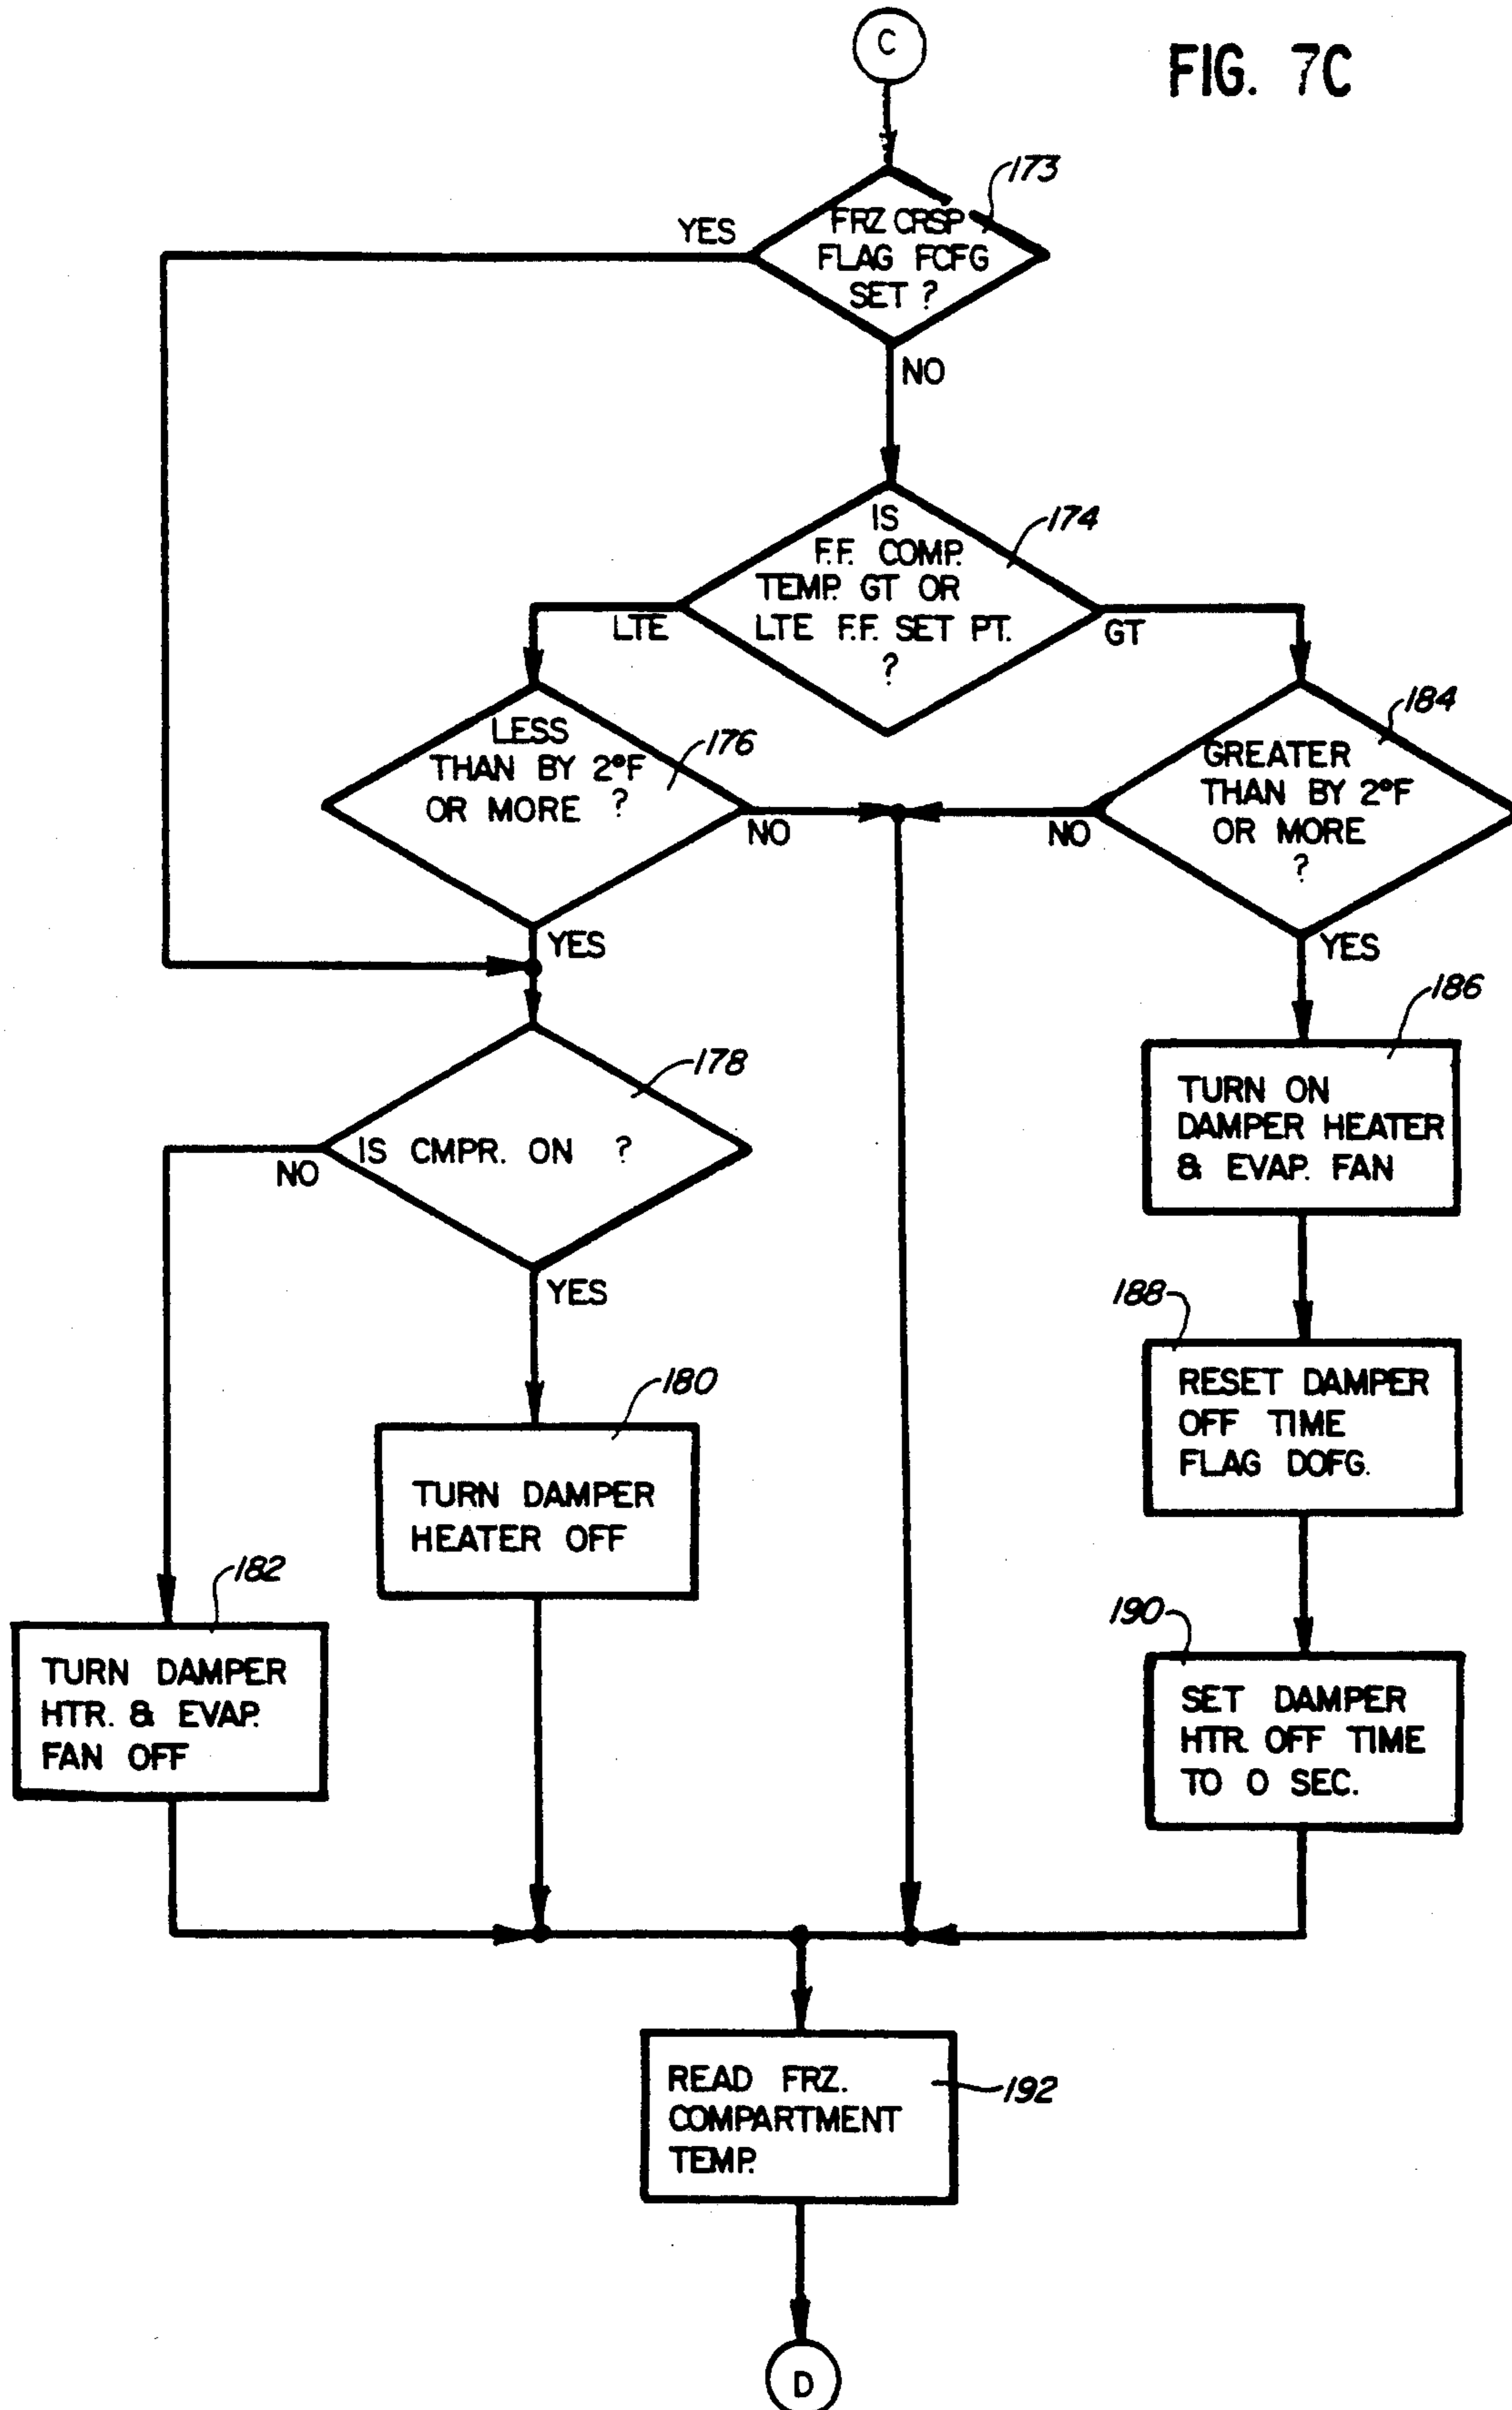 C
FIG. 7C
173
FRZ CRSP
FLAG FCFG
SET ?
YES
NO
174
IS
F.F. COMP.
TEMP. GT OR
LTE F.F. SET PT.
?
LTE
GT
176
LESS
THAN BY 2°F
OR MORE ?
NO
YES
184
GREATER
THAN BY 2°F
OR MORE
?
NO
YES
178
IS CMPR. ON ?
NO
YES
186
TURN ON
DAMPER HEATER
& EVAP. FAN
188
RESET DAMPER
OFF TIME
FLAG DOFG.
180
TURN DAMPER
HEATER OFF
182
TURN DAMPER
HTR. & EVAP.
FAN OFF
190
SET DAMPER
HTR. OFF TIME
TO 0 SEC.
192
READ FRZ.
COMPARTMENT
TEMP.
D